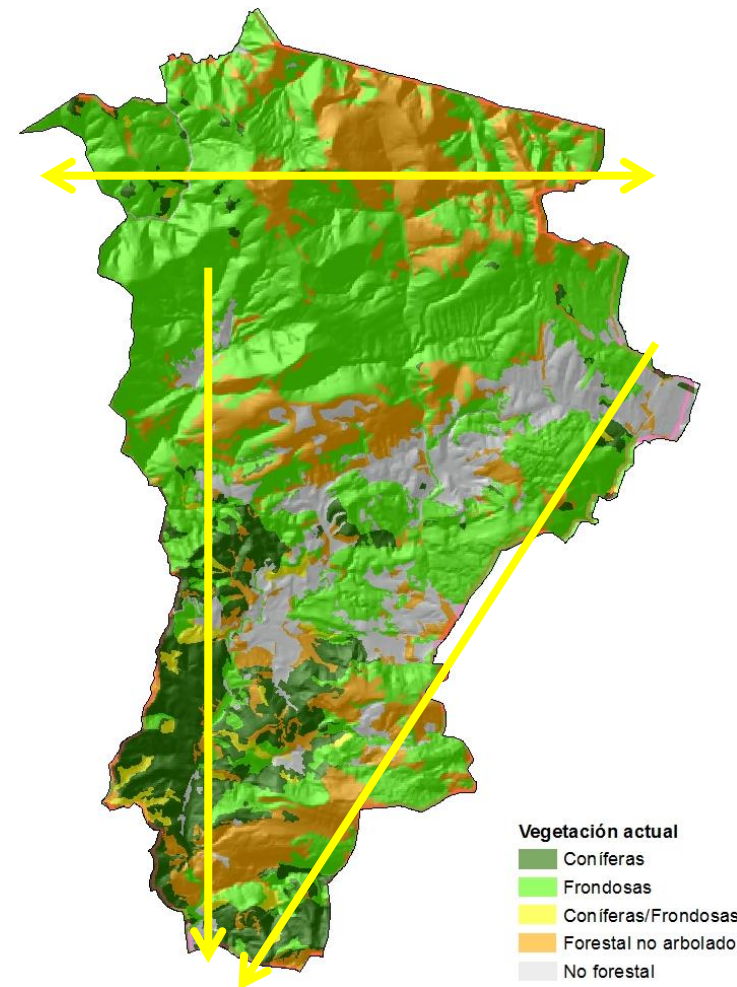 Vegetación actual
Coníferas
Frondosas
Coníferas/Frondosas
Forestal no arbolado
No forestal